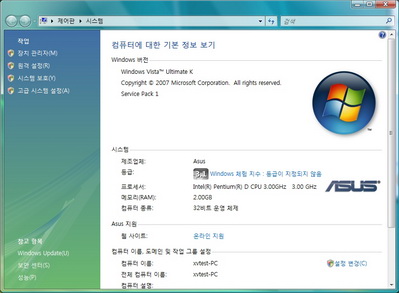 제어판 ▸ 시스템
검색
작업
장치 관리자(M)
원격 설정(R)
시스템 보호(Y)
고급 시스템 설정(A)
참고 항목
Windows Update(U)
보안 센터(S)
성능(P)
컴퓨터에 대한 기본 정보 보기
Windows 버전
Windows Vista™ Ultimate K
Copyright © 2007 Microsoft Corporation. All rights reserved.
Service Pack 1
시스템
제조업체: Asus
등급: Windows 체험 지수 : 등급이 지정되지 않음
프로세서: Intel(R) Pentium(R) D CPU 3.00GHz 3.00 GHz
메모리(RAM): 2.00GB
컴퓨터 종류: 32비트 운영 체제
ASUS
Asus 지원
웹 사이트: 온라인 지원
컴퓨터 이름, 도메인 및 작업 그룹 설정
컴퓨터 이름: xvtest-PC
설정 변경(C)
전체 컴퓨터 이름: xvtest-PC
컴퓨터 설명: